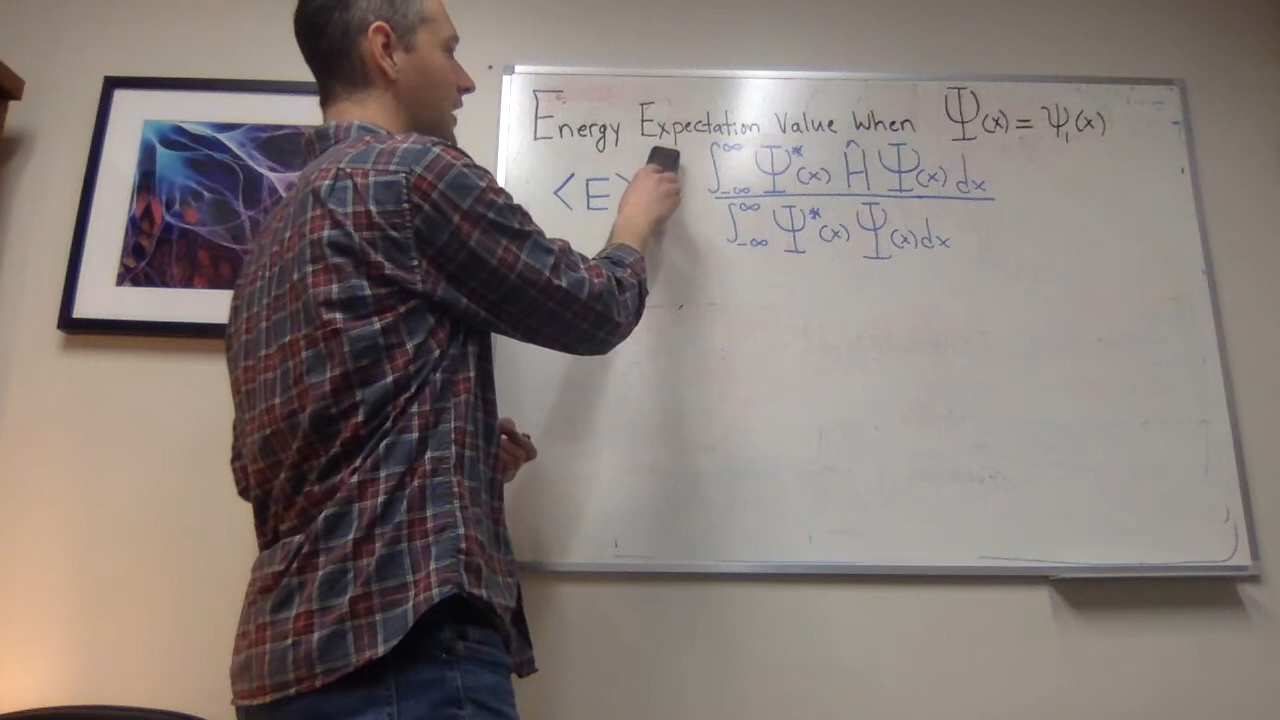 Energy Expectation Value When Ψ(x) = ψ₁(x)
<E> ∫_{-∞}^{∞} Ψ*(x) Ĥ Ψ(x) dx
∫_{-∞}^{∞} Ψ*(x) Ψ(x) dx